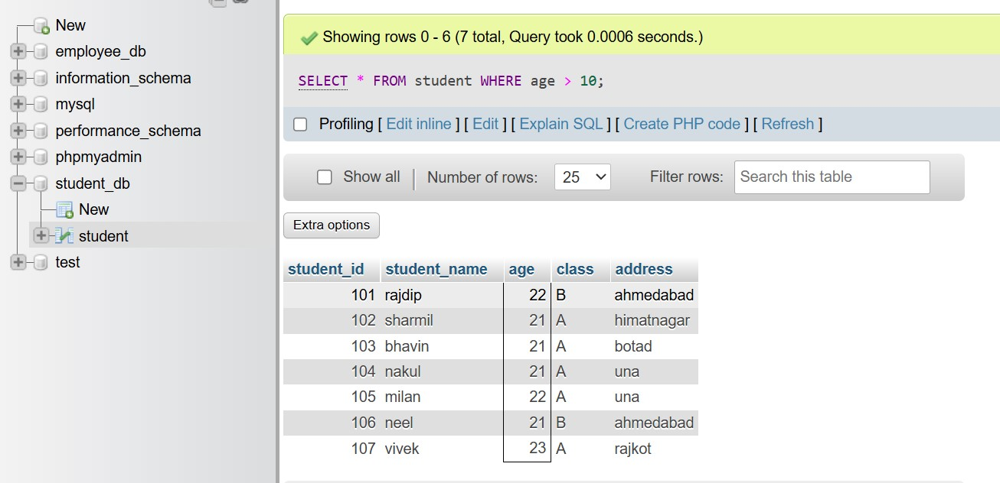 New
employee_db
information_schema
mysql
performance_schema
phpmyadmin
student_db
New
student
test
Showing rows 0 - 6 (7 total, Query took 0.0006 seconds.)
SELECT * FROM student WHERE age > 10;
Profiling [ Edit inline ] [ Edit ] [ Explain SQL ] [ Create PHP code ] [ Refresh ]
Show all | Number of rows: 25 Filter rows: Search this table
Extra options
student_id student_name age class address
101 rajdip 22 B ahmedabad
102 sharmil 21 A himatnagar
103 bhavin 21 A botad
104 nakul 21 A una
105 milan 22 A una
106 neel 21 B ahmedabad
107 vivek 23 A rajkot